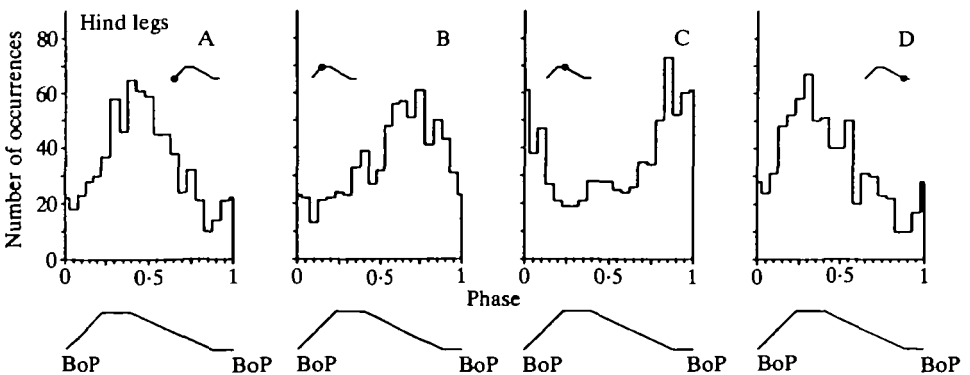 Hind legs
A
B
C
D
Number of occurrences
80
60
40
20
0
0 0·5 1
0 0·5 1
0 0·5 1
0 0·5 1
Phase
BoP BoP
BoP BoP
BoP BoP
BoP BoP